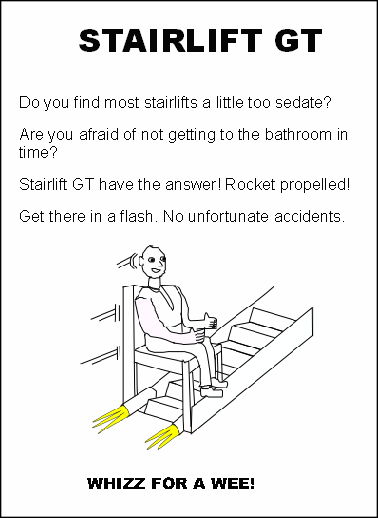 STAIRLIFT GT
Do you find most stairlifts a little too sedate?
Are you afraid of not getting to the bathroom in
time?
Stairlift GT have the answer! Rocket propelled!
Get there in a flash. No unfortunate accidents.
WHIZZ FOR A WEE!